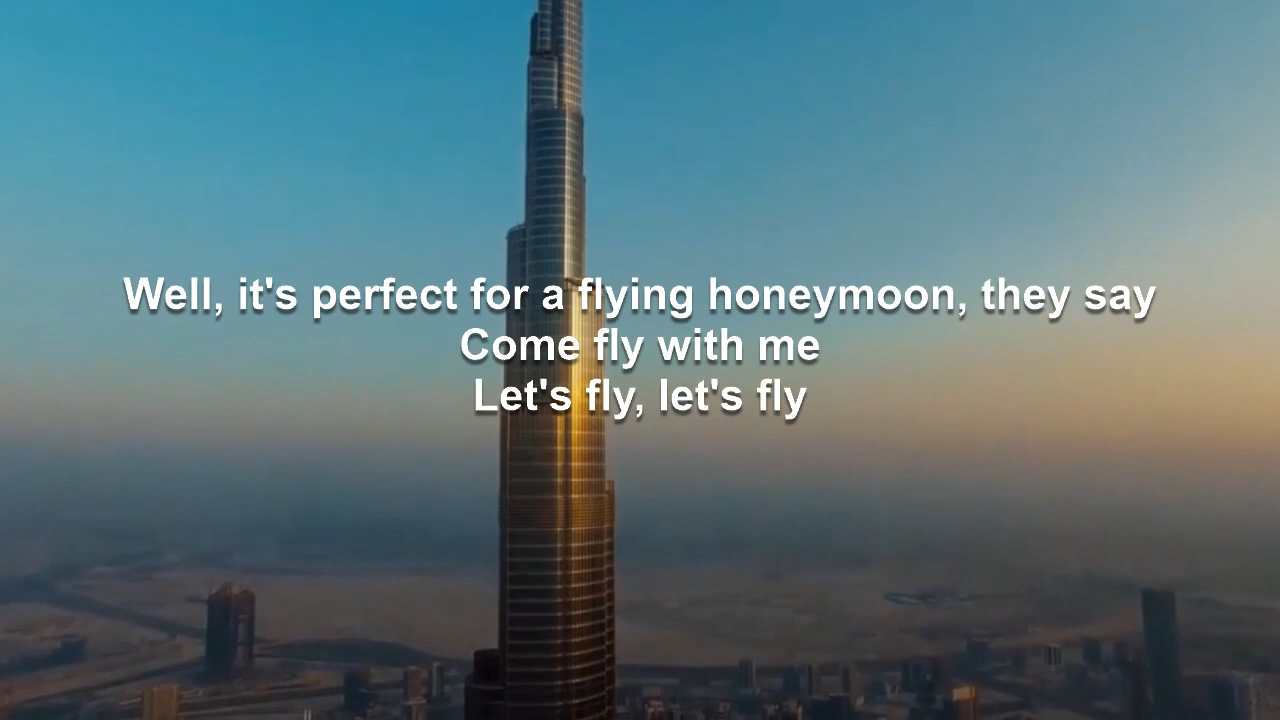 Well, it's perfect for a flying honeymoon, they say
Come fly with me
Let's fly, let's fly